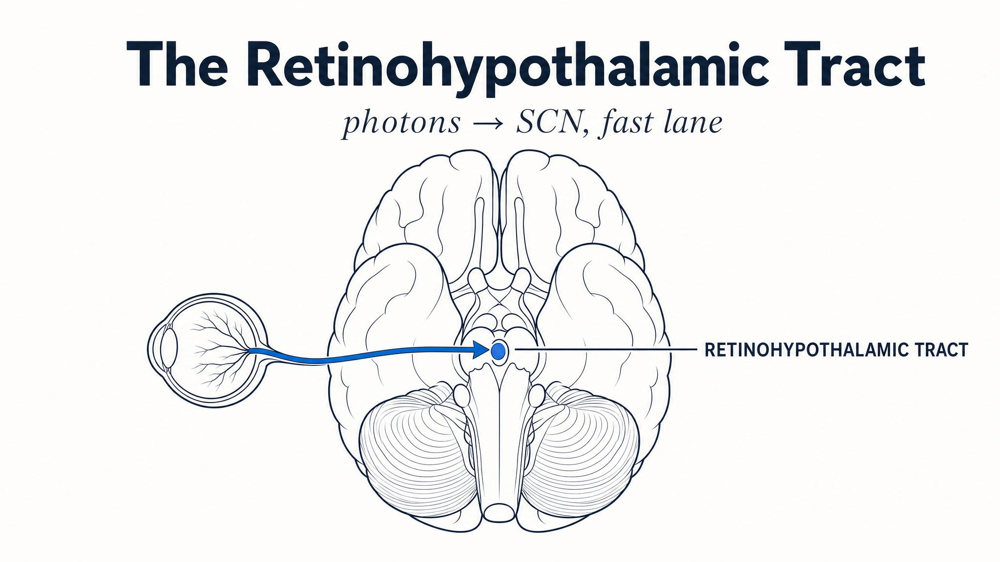 The Retinohypothalamic Tract
photons → SCN, fast lane
RETINOHYPOTHALAMIC TRACT